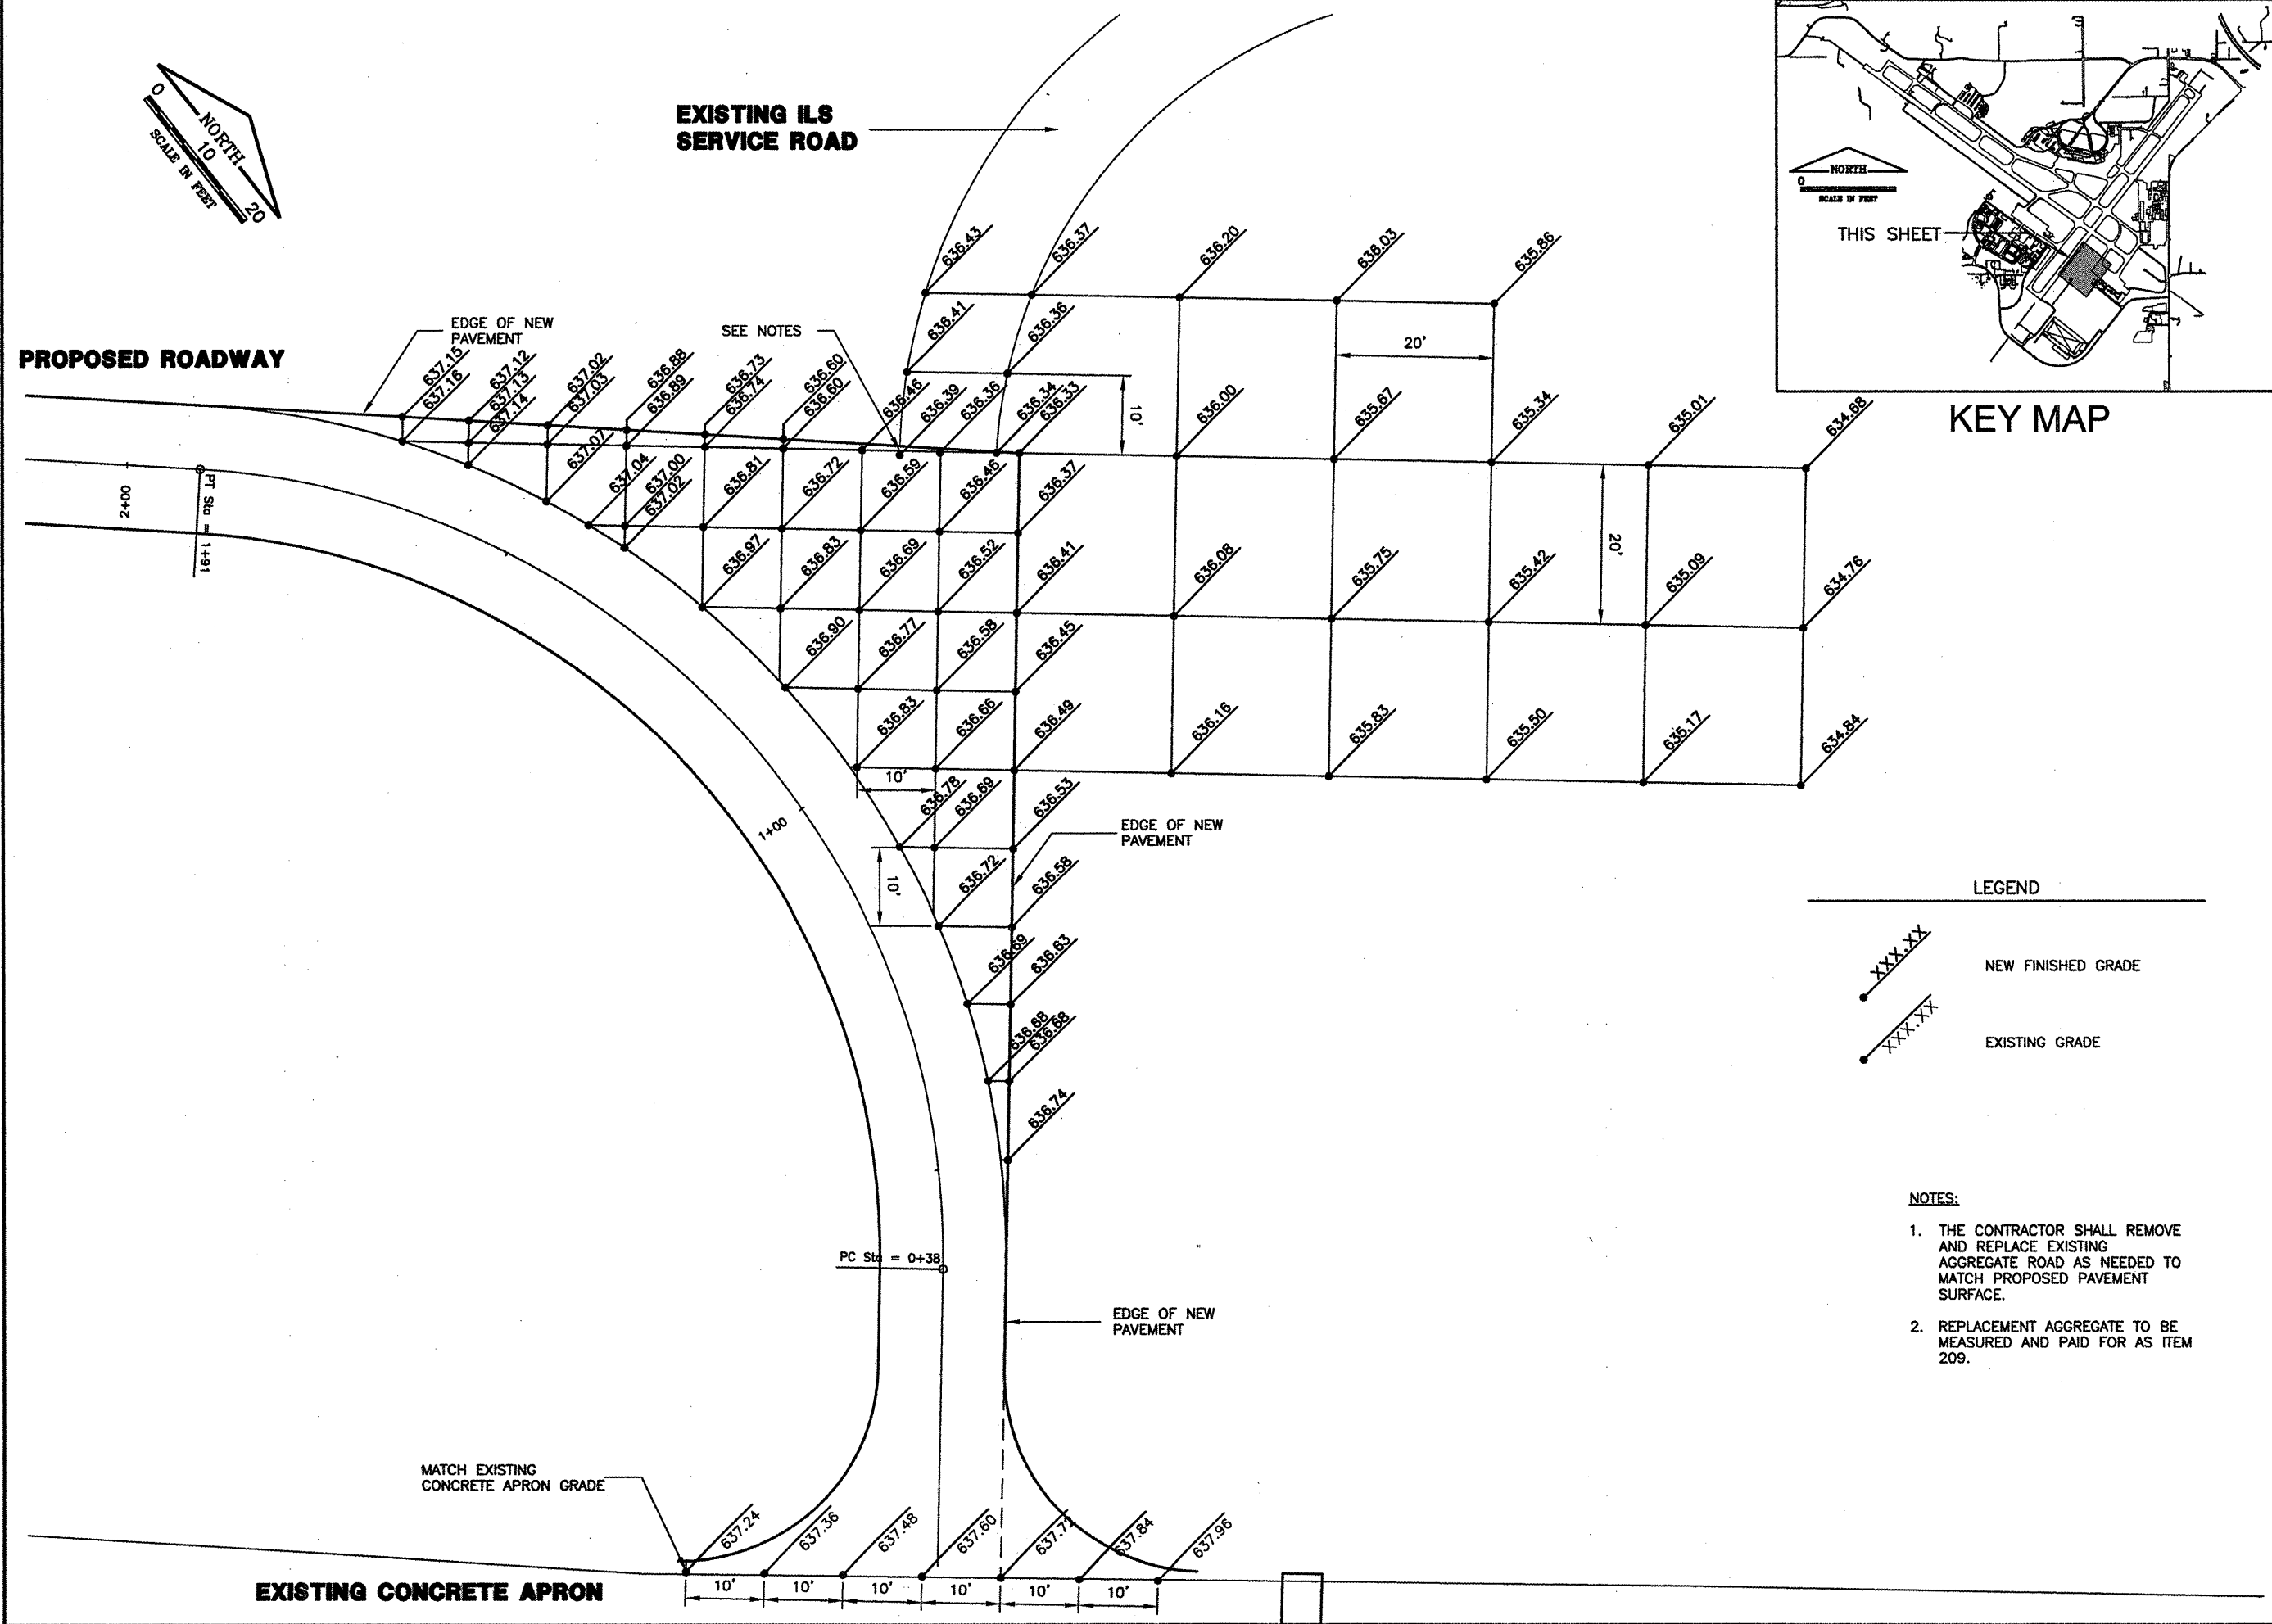 EXISTING ILS
SERVICE ROAD
0
NORTH
10
20
SCALE IN FEET
NORTH
0
SCALE IN FEET
THIS SHEET
KEY MAP
PROPOSED ROADWAY
EDGE OF NEW
PAVEMENT
SEE NOTES
636.43
636.37
636.20
636.03
635.86
636.41
636.36
20'
10'
637.15
637.16
637.12
637.13
637.14
637.02
637.03
636.88
636.89
636.73
636.74
636.60
636.60
636.46
636.39
636.36
636.34
636.33
636.00
635.67
635.34
635.01
634.68
637.07
637.04
637.00
637.02
636.81
636.72
636.59
636.46
636.37
20'
2+00
PT Sta = 1+91
636.97
636.83
636.69
636.52
636.41
636.08
635.75
635.42
635.09
634.76
636.90
636.77
636.58
636.45
636.83
636.66
636.49
636.16
635.83
635.50
635.17
634.84
10'
636.78
636.69
636.53
1+00
EDGE OF NEW
PAVEMENT
10'
636.72
636.58
636.69
636.63
636.68
636.68
636.74
LEGEND
XXX.XX
NEW FINISHED GRADE
XXX.XX
EXISTING GRADE
PC Sta = 0+38
EDGE OF NEW
PAVEMENT
NOTES:
1. THE CONTRACTOR SHALL REMOVE
AND REPLACE EXISTING
AGGREGATE ROAD AS NEEDED TO
MATCH PROPOSED PAVEMENT
SURFACE.
2. REPLACEMENT AGGREGATE TO BE
MEASURED AND PAID FOR AS ITEM
209.
MATCH EXISTING
CONCRETE APRON GRADE
637.24
637.36
637.48
637.60
637.72
637.84
637.96
10'
10'
10'
10'
10'
10'
EXISTING CONCRETE APRON